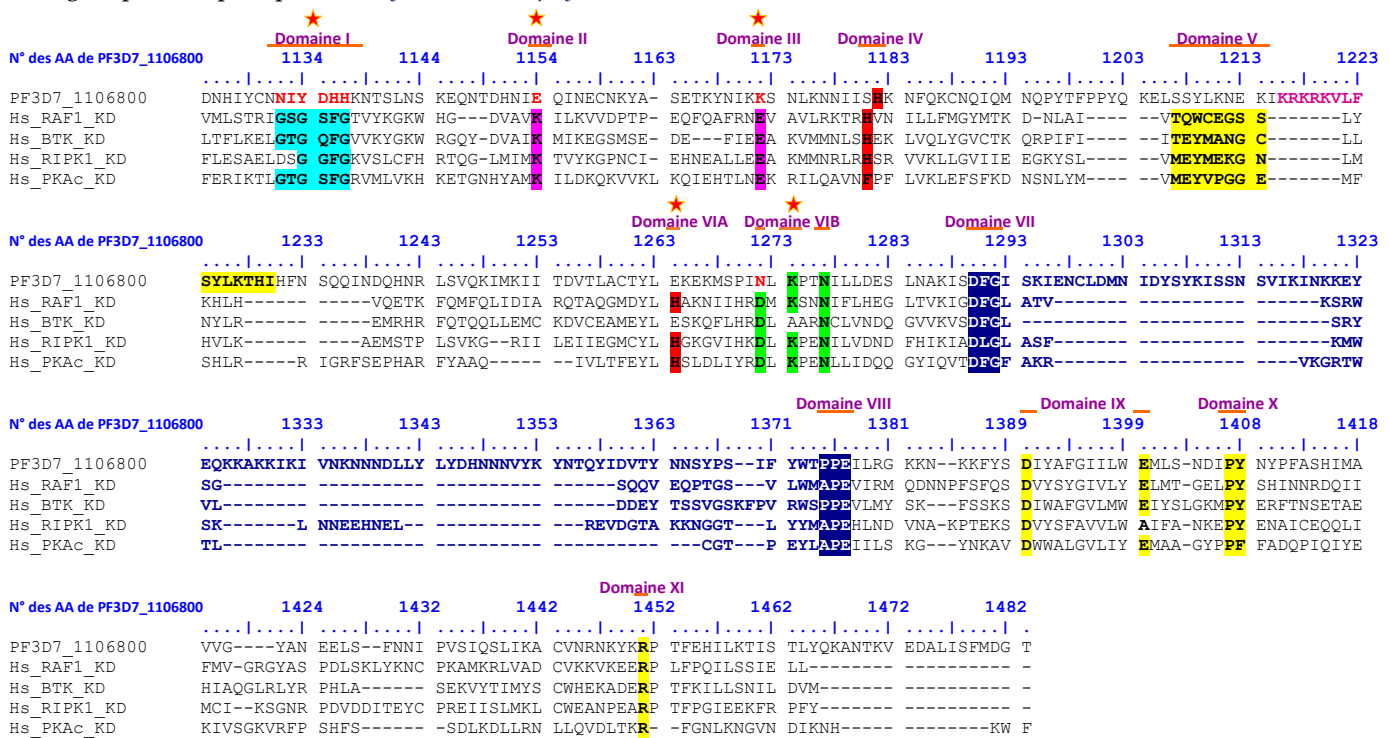 Domaine I Domaine II Domaine III Domaine IV Domaine V
N° des AA de PF3D7_1106800 1134 1144 1154 1163 1173 1183 1193 1203 1213 1223
....|....| ....|....| ....|....| ....|....| ....|....| ....|....| ....|....| ....|....| ....|....| ....|....|
PF3D7_1106800 DNHIYCNNIY DHHKNTSLNS KEQNTDHNIE QINECNKYA- SETKYNIKKS NLKNNIISHK NFQKCNQIQM NQPYTFPPYQ KELSSYLKNE KIKRKRKVLF
Hs_RAF1_KD VMLSTRIGSG SFGTVYKGKW HG--DVAVKI LKVVDPTP- EQFQAFRNEV AVLRKTRHVN ILLFMGYMTK D-NLAI---- --VTQWCEGS S-------LY
Hs_BTK_KD LTFLKELGTG QFGVVKYGKW RGQY-DVAIK MIKEGSMSE- DE--FIEEAK VMMNLSHEKL VQLYGVCTK QRPIFI---- --ITEYMANG C-------LL
Hs_RIPK1_KD FLESAELDSG GFGKVSLCFH RTQG-LMIMK TVYKGPNCI- EHNEALLEEA KMMNRLRHSR VVKLLGVIIE EGKYSL---- --VMEYMEKG N-------LM
Hs_PKAc_KD FERIKTLGTG SFGRVMLVKH KETGNHYAMK ILDKQKVVKL KQIEHTLNEK RILQAVNFPF LVKLEFSFKD NSNLYM---- --VMEYVPGG E-------MF
Domaine VIA Domaine VIB Domaine VII
N° des AA de PF3D7_1106800 1233 1243 1253 1263 1273 1283 1293 1303 1313 1323
....|....| ....|....| ....|....| ....|....| ....|....| ....|....| ....|....| ....|....| ....|....| ....|....|
PF3D7_1106800 SYLKTHIHFN SQQINDQHNR LSVQKIMKII TDVTLACTYL EKEKMSPINL KPTNILLDES LNAKISDFGI SKIENCLDMN IDYSYKISSN SVIKINKKEY
Hs_RAF1_KD KHLH------ ----VQETK FQMFQLIDIA RQTAQGMDYL HAKNIIHRDM KSNNIFLHEG LTVKIGDFGL ATV------- ---------- ------KSRW
Hs_BTK_KD NYLR------ ----EMRHR FQTQQLLEMC KDVCEAMEYL ESKQFLHRDL AARNCLVNDQ GVVKVSDFGL ---------- ---------- -------SRY
Hs_RIPK1_KD HVLK------ ----AEMSTP LSVKG--RII LEIIEGMCYL HGKGVIHKDL KPENILVDND FHIKIADLGL ASF------- ---------- -------KMW
Hs_PKAc_KD SHLR-----R IGRFSEPHAR FYAAQ----- -IVLTFEYL HSLDLIYRDL KPENLLIDQQ GYIQVTDFGF AKR------- ---------- ----VKGRTW
Domaine VIII Domaine IX Domaine X
N° des AA de PF3D7_1106800 1333 1343 1353 1365 1371 1381 1389 1399 1408 1418
....|....| ....|....| ....|....| ....|....| ....|....| ....|....| ....|....| ....|....| ....|....| ....|....|
PF3D7_1106800 EQKKAKKIKI VNKNNNDLLY LYDHNNNVYK YNTQYIDVTY NNSYPS--IF YWTPPEILRG KKN-KKFYS DIYAFGIILW EMLS-NDIPY NYPFASHIMA
Hs_RAF1_KD SG-------- ---------- ---------- -----SQQV EQPTGS---V LWMAPEVIRM QDNNPFSFQS DVYSYGIVLY ELMT-GELPY SHINNRDQII
Hs_BTK_KD VL-------- ---------- ---------- -----DDEY TSSVGSKFPV RWSPPEVLMY SK---FSSKS DIWAFGVLMW EIYSLGKMPY ERFTNSETAE
Hs_RIPK1_KD SK-------L NNEEHNEL-- ---------- --REVDGTA KKNGGT--L YYMAPEHLND VNA-KPTEKS DVYSFAVVLW AIFA-NKEPY ENAICEQQLI
Hs_PKAc_KD TL-------- ---------- ---------- ---------- --CGT---P EYLAPEIILS KG---YNKAV DWWALGVLIY EMAA-GYPPF FADQPIQIYE
Domaine XI
N° des AA de PF3D7_1106800 1424 1432 1442 1452 1462 1472 1482
....|....| ....|....| ....|....| ....|....| ....|....| ....|....| ....|....| .
PF3D7_1106800 VVG----YAN EELS--FNNI PVSIQSLIKA CVNRNKYKRP TFEHILKTIS TLYQKANTKV EDALISFMDG T
Hs_RAF1_KD FMV-GRGYAS PDLSKLYKNC PKAMKRLVAD CVKKVKEERP LFPQILSSIE LL-------- ---------- -
Hs_BTK_KD HIAQGLRLYR PHLA------ SEKVYTIMYS CWHEKADERP TFKILLSNIL DVM------- ---------- -
Hs_RIPK1_KD MCI--KSGNR PDVDDITEYC PREIISLMKL CWEANPEARP TFPGIEEKFR PFY------- ---------- -
Hs_PKAc_KD KIVSGKVRFP SHFS------ -SDLKDLLRN LLQVDLTKR- -FGNLKNGVND DIKNH----- -------KW F